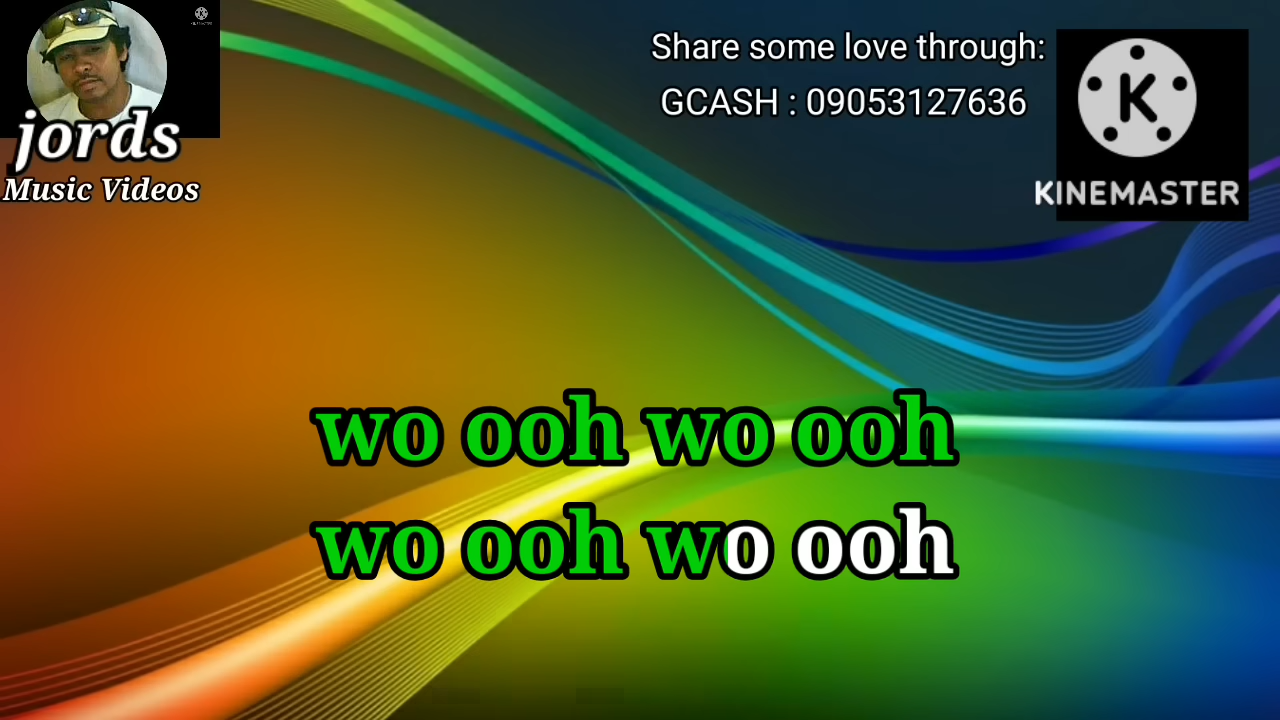 jords
Music Videos
Share some love through:
GCASH : 09053127636
K
KINEMASTER
wo ooh wo ooh
wo ooh wo ooh